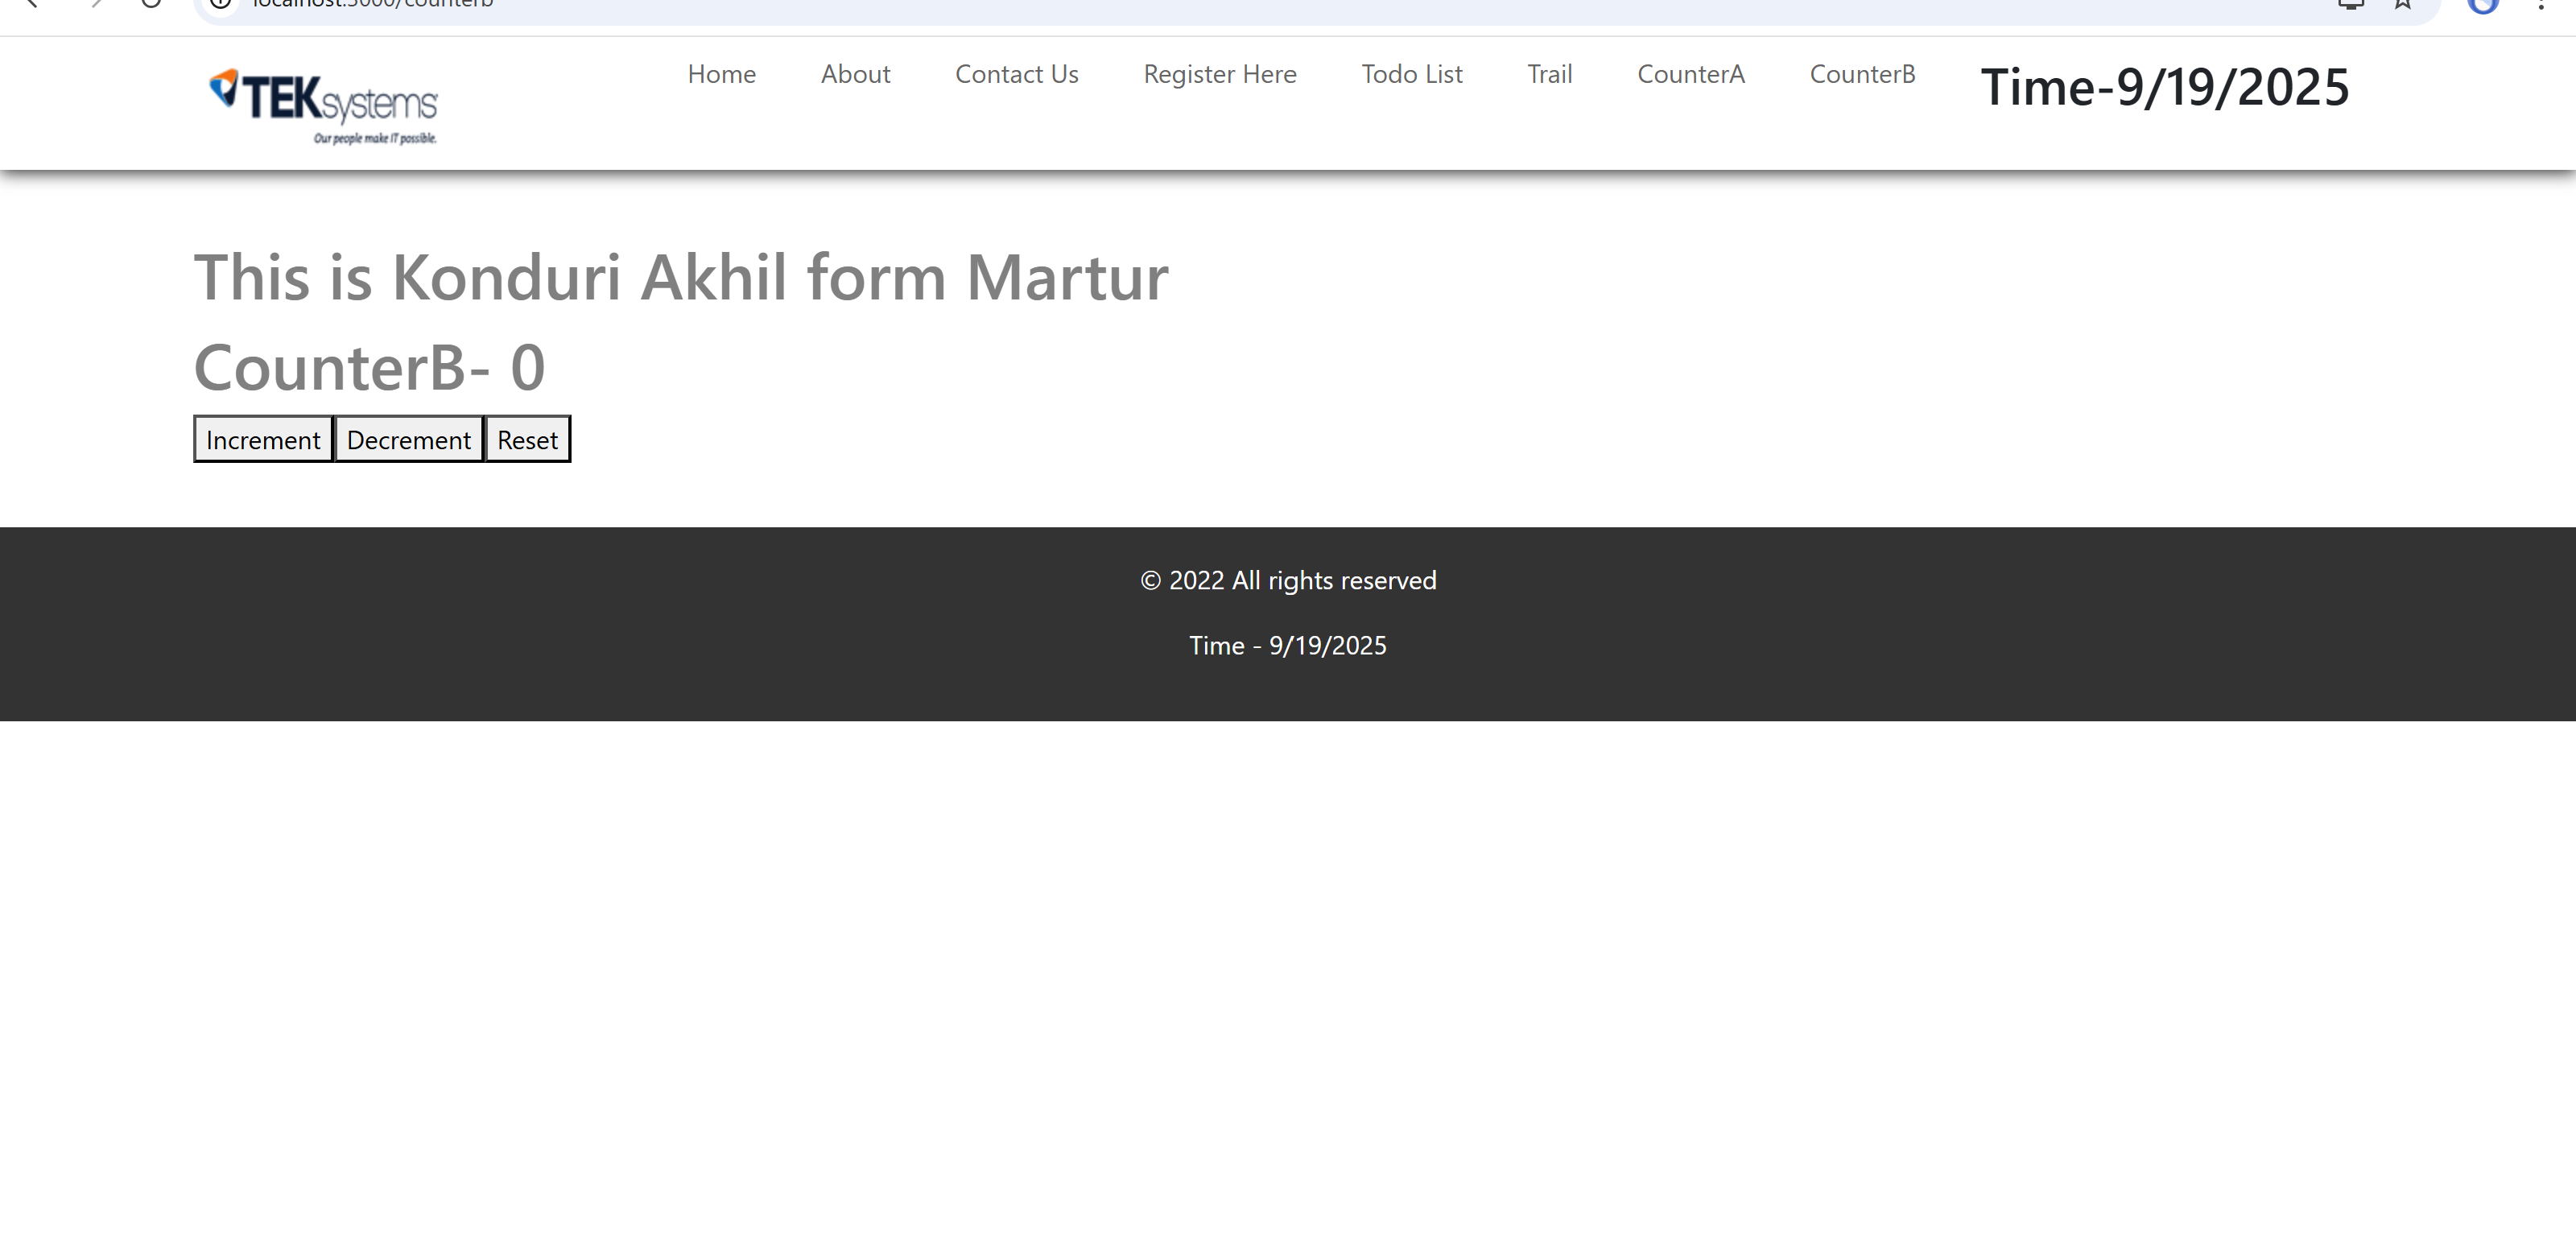 localhost:3000/counterb
TEKsystems
Our people make IT possible.
Home About Contact Us Register Here Todo List Trail CounterA CounterB Time-9/19/2025
This is Konduri Akhil form Martur
CounterB- 0
Increment Decrement Reset
© 2022 All rights reserved
Time - 9/19/2025